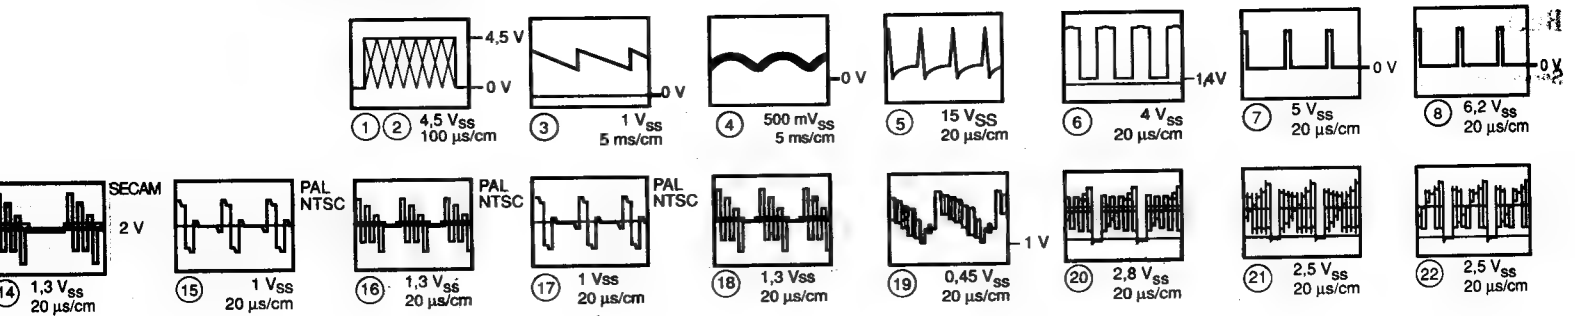 4,5 V
0 V
1 2 4,5 Vss
100 µs/cm
0 V
3 1 Vss
5 ms/cm
0 V
4 500 mVss
5 ms/cm
5 15 VSS
20 µs/cm
1,4V
6 4 Vss
20 µs/cm
0 V
7 5 Vss
20 µs/cm
0 V
8 6,2 Vss
20 µs/cm
SECAM
2 V
14 1,3 Vss
20 µs/cm
PAL
NTSC
15 1 Vss
20 µs/cm
PAL
NTSC
16 1,3 Vss
20 µs/cm
PAL
NTSC
17 1 Vss
20 µs/cm
18 1,3 Vss
20 µs/cm
1 V
19 0,45 Vss
20 µs/cm
20 2,8 Vss
20 µs/cm
21 2,5 Vss
20 µs/cm
22 2,5 Vss
20 µs/cm